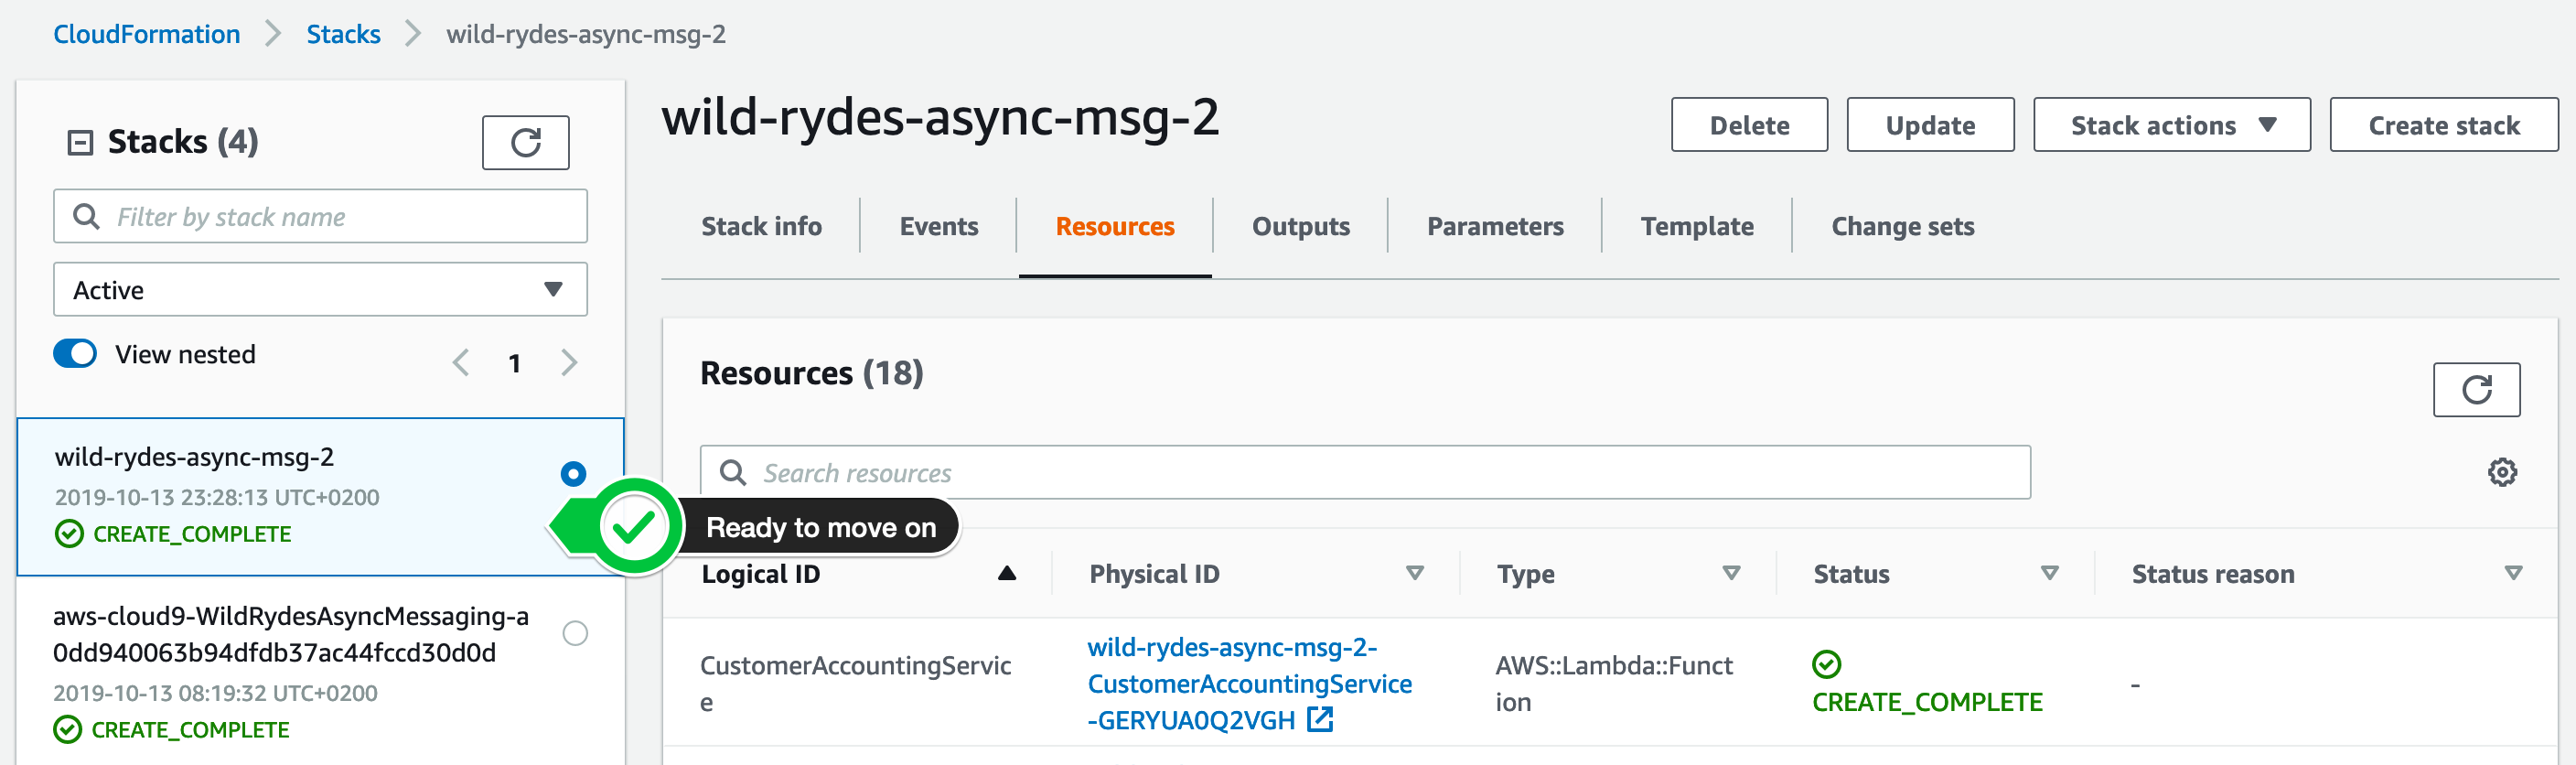 CloudFormation > Stacks > wild-rydes-async-msg-2
Stacks (4)
Filter by stack name
Active
View nested
1
wild-rydes-async-msg-2
2019-10-13 23:28:13 UTC+0200
CREATE_COMPLETE
aws-cloud9-WildRydesAsyncMessaging-a
0dd940063b94dfdb37ac44fccd30d0d
2019-10-13 08:19:32 UTC+0200
CREATE_COMPLETE
Ready to move on
wild-rydes-async-msg-2
Delete Update Stack actions Create stack
Stack info Events Resources Outputs Parameters Template Change sets
Resources (18)
Search resources
Logical ID Physical ID Type Status Status reason
CustomerAccountingServic
e
wild-rydes-async-msg-2-
CustomerAccountingService
-GERYUA0Q2VGH
AWS::Lambda::Funct
ion
CREATE_COMPLETE
-